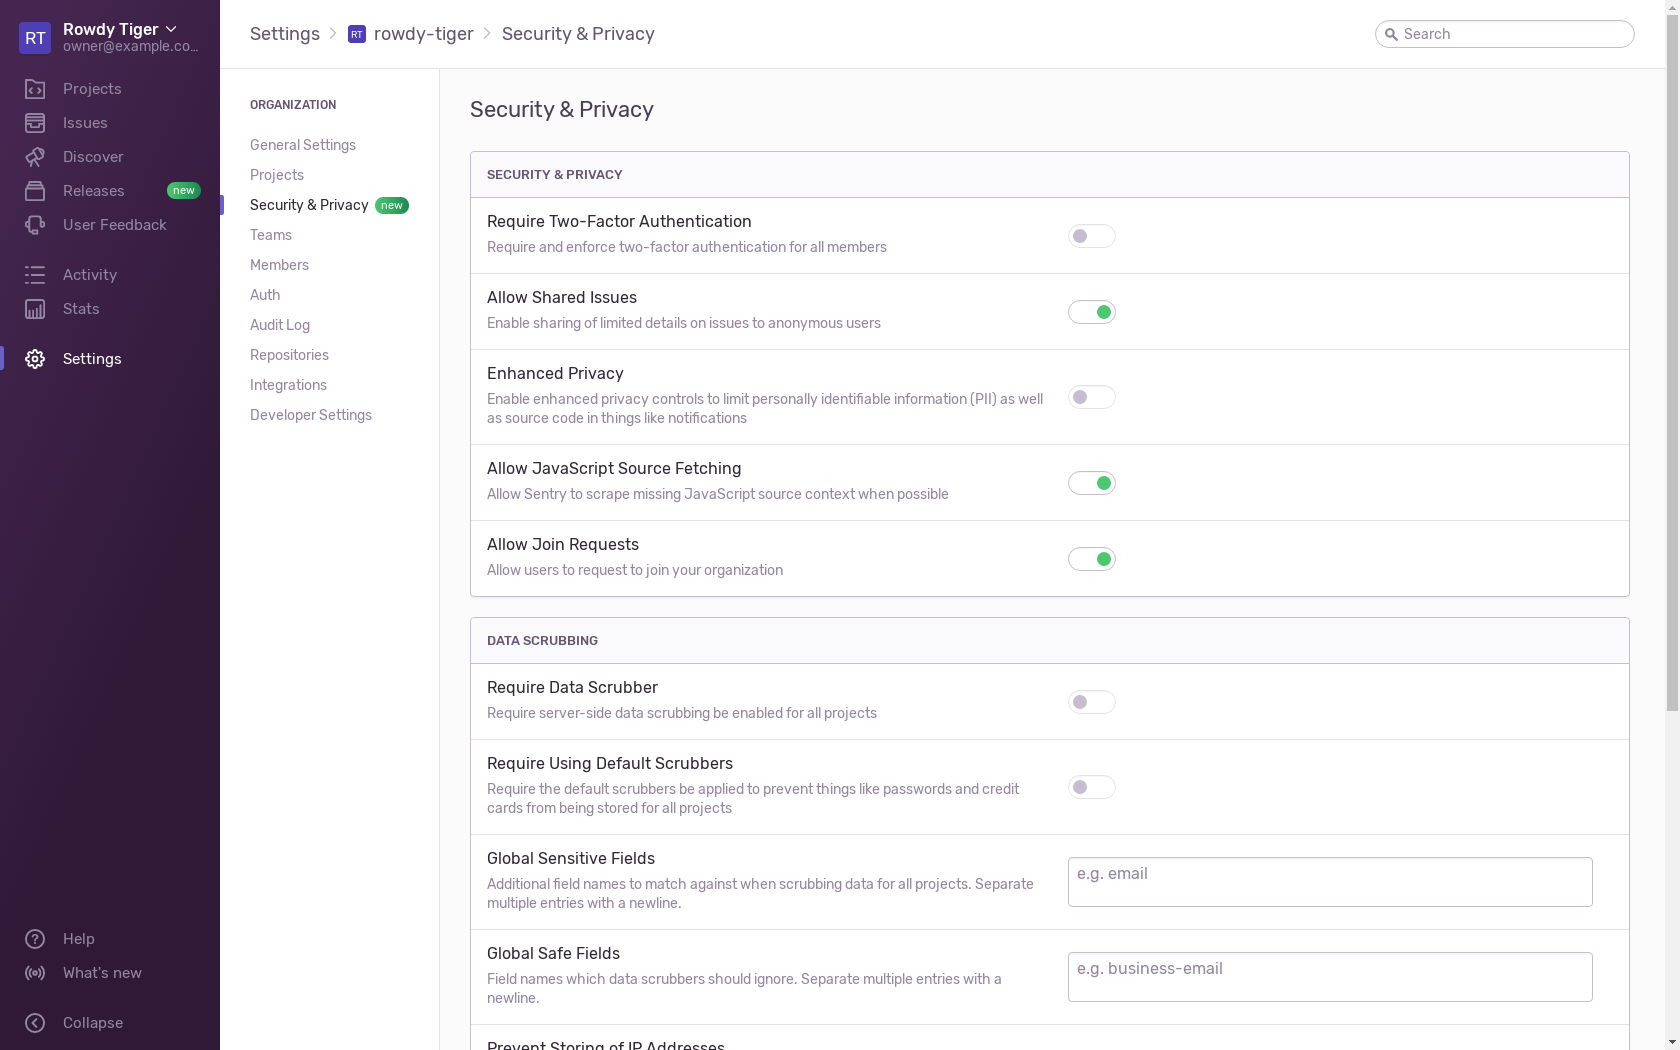 RT
Rowdy Tiger
owner@example.co...
Projects
Issues
Discover
Releases new
User Feedback
Activity
Stats
Settings
Help
What's new
Collapse
Settings
RT rowdy-tiger
Security & Privacy
Search
ORGANIZATION
General Settings
Projects
Security & Privacy new
Teams
Members
Auth
Audit Log
Repositories
Integrations
Developer Settings
Security & Privacy
SECURITY & PRIVACY
Require Two-Factor Authentication
Require and enforce two-factor authentication for all members
Allow Shared Issues
Enable sharing of limited details on issues to anonymous users
Enhanced Privacy
Enable enhanced privacy controls to limit personally identifiable information (PII) as well
as source code in things like notifications
Allow JavaScript Source Fetching
Allow Sentry to scrape missing JavaScript source context when possible
Allow Join Requests
Allow users to request to join your organization
DATA SCRUBBING
Require Data Scrubber
Require server-side data scrubbing be enabled for all projects
Require Using Default Scrubbers
Require the default scrubbers be applied to prevent things like passwords and credit
cards from being stored for all projects
Global Sensitive Fields
Additional field names to match against when scrubbing data for all projects. Separate
multiple entries with a newline.
e.g. email
Global Safe Fields
Field names which data scrubbers should ignore. Separate multiple entries with a
newline.
e.g. business-email
Prevent Storing of IP Addresses